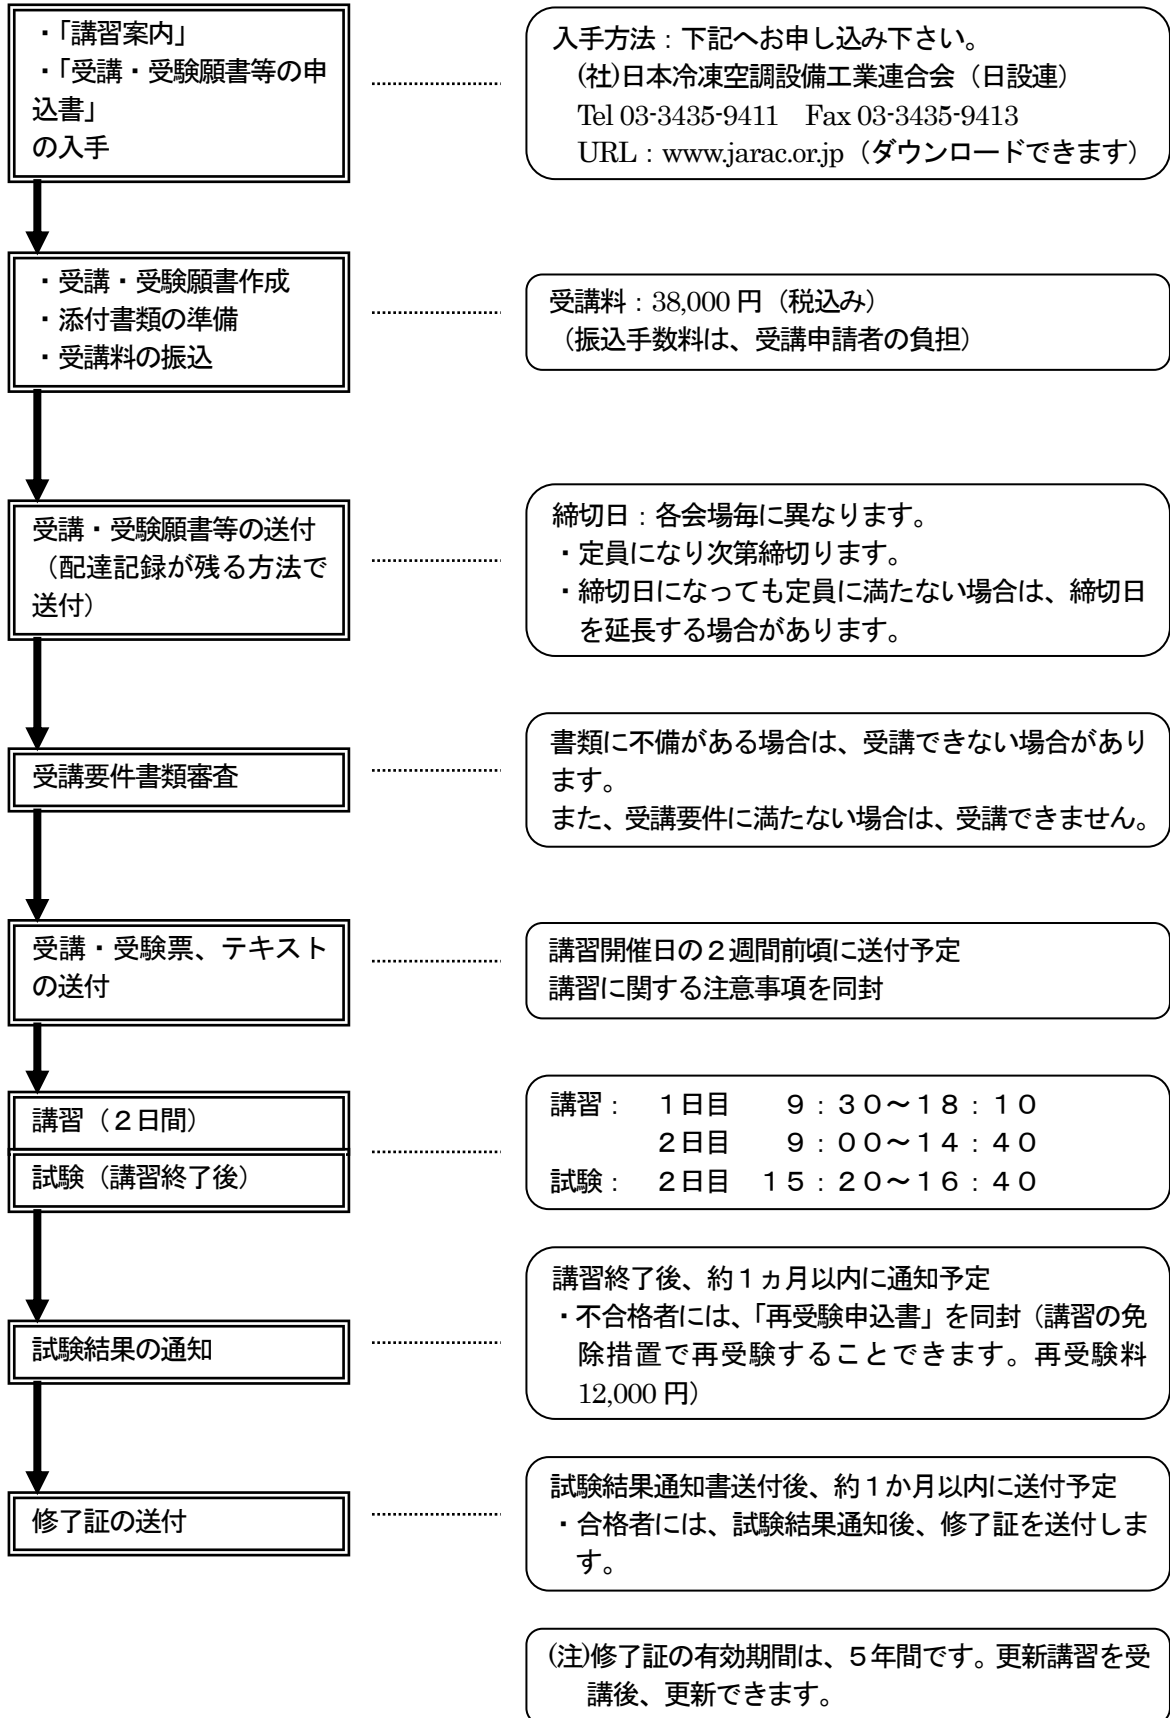 ・「講習案内」
・「受講・受験願書等の申
込書」
の入手
入手方法：下記へお申し込み下さい。
(社)日本冷凍空調設備工業連合会（日設連）
Tel 03-3435-9411　Fax 03-3435-9413
URL：www.jarac.or.jp（ダウンロードできます）
・受講・受験願書作成
・添付書類の準備
・受講料の振込
受講料：38,000 円（税込み）
（振込手数料は、受講申請者の負担）
受講・受験願書等の送付
（配達記録が残る方法で
送付）
締切日：各会場毎に異なります。
・定員になり次第締切ります。
・締切日になっても定員に満たない場合は、締切日
を延長する場合があります。
受講要件書類審査
書類に不備がある場合は、受講できない場合があり
ます。
また、受講要件に満たない場合は、受講できません。
受講・受験票、テキスト
の送付
講習開催日の２週間前頃に送付予定
講習に関する注意事項を同封
講習（２日間）
試験（講習終了後）
講習：　１日目　　９：３０～１８：１０
２日目　　９：００～１４：４０
試験：　２日目　１５：２０～１６：４０
試験結果の通知
講習終了後、約１ヵ月以内に通知予定
・不合格者には、「再受験申込書」を同封（講習の免
除措置で再受験することできます。再受験料
12,000 円）
修了証の送付
試験結果通知書送付後、約１か月以内に送付予定
・合格者には、試験結果通知後、修了証を送付しま
す。
(注)修了証の有効期間は、５年間です。更新講習を受
講後、更新できます。